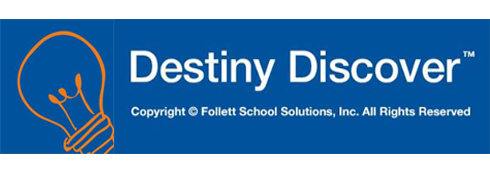 Destiny Discover™
Copyright © Follett School Solutions, Inc. All Rights Reserved